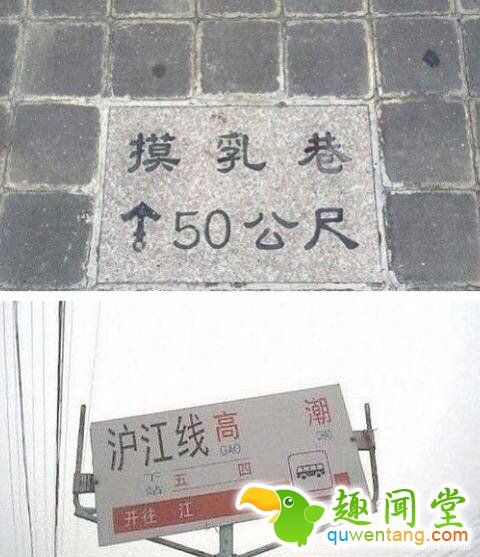 摸乳巷
↑50公尺
沪江线 高 潮
GAO
下站 五 四
开往 江
趣闻堂
quwentang.com